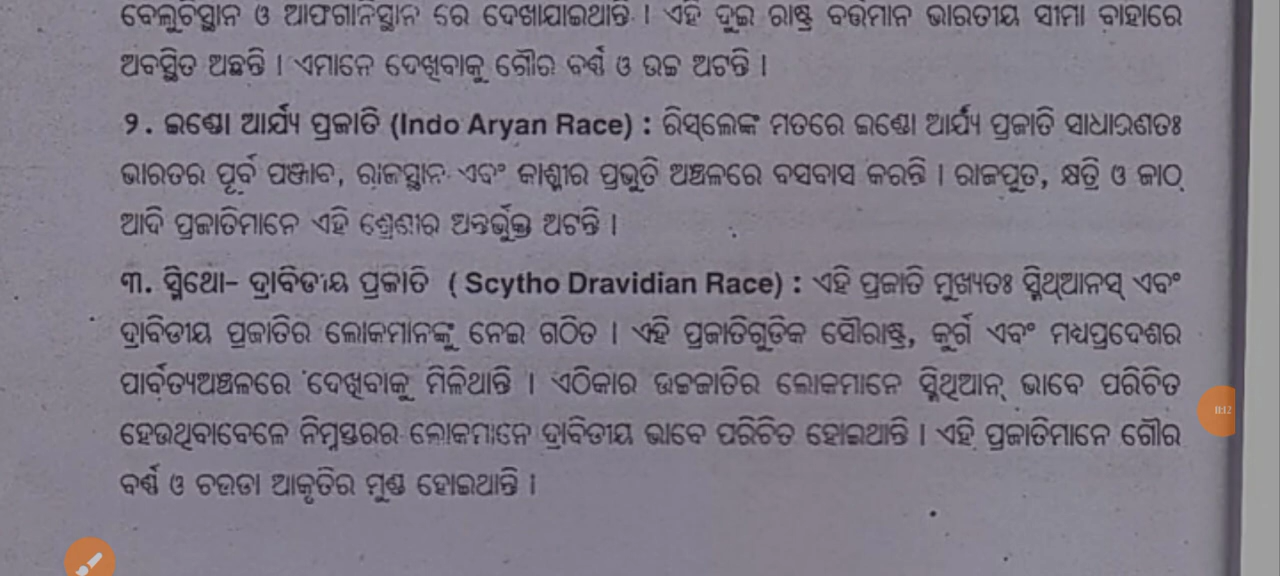 ବେଲୁଚିସ୍ଥାନ ଓ ଆଫଗାନିସ୍ଥାନ ରେ ଦେଖାଯାଇଥାନ୍ତି । ଏହି ଦୁଇ ରାଷ୍ଟ୍ର ବର୍ତ୍ତମାନ ଭାରତୀୟ ସୀମା ବାହାରେ
ଅବସ୍ଥିତ ଅଛନ୍ତି । ଏମାନେ ଦେଖିବାକୁ ଗୌର ବର୍ଣ୍ଣ ଓ ଉଚ୍ଚ ଅଟନ୍ତି ।
୨. ଇଣ୍ଡୋ ଆର୍ଯ୍ୟ ପ୍ରଜାତି (Indo Aryan Race) : ରିସ୍‌ଲେଙ୍କ ମତରେ ଇଣ୍ଡୋ ଆର୍ଯ୍ୟ ପ୍ରଜାତି ସାଧାରଣତଃ
ଭାରତର ପୂର୍ବ ପଞ୍ଜାବ, ରାଜସ୍ଥାନ ଏବଂ କାଶ୍ମୀର ପ୍ରଭୃତି ଅଞ୍ଚଳରେ ବସବାସ କରନ୍ତି । ରାଜପୁତ, କ୍ଷତ୍ରି ଓ ଜାଠ୍
ଆଦି ପ୍ରଜାତିମାନେ ଏହି ଶ୍ରେଣୀର ଅନ୍ତର୍ଭୁକ୍ତ ଅଟନ୍ତି ।
୩. ସ୍କିଥୋ- ଦ୍ରାବିଡୀୟ ପ୍ରଜାତି ( Scytho Dravidian Race) : ଏହି ପ୍ରଜାତି ମୁଖ୍ୟତଃ ସ୍କିଥିଆନସ୍ ଏବଂ
ଦ୍ରାବିଡୀୟ ପ୍ରଜାତିର ଲୋକମାନଙ୍କୁ ନେଇ ଗଠିତ । ଏହି ପ୍ରଜାତିଗୁଡିକ ସୌରାଷ୍ଟ୍ର, କୁର୍ଗ ଏବଂ ମଧ୍ୟପ୍ରଦେଶର
ପାର୍ବତ୍ୟଅଞ୍ଚଳରେ ଦେଖିବାକୁ ମିଳିଥାନ୍ତି । ଏଠିକାର ଉଚ୍ଚଜାତିର ଲୋକମାନେ ସ୍କିଥିଆନ୍ ଭାବେ ପରିଚିତ
ହେଉଥିବାବେଳେ ନିମ୍ନସ୍ତରର ଲୋକମାନେ ଦ୍ରାବିଡୀୟ ଭାବେ ପରିଚିତ ହୋଇଥାନ୍ତି । ଏହି ପ୍ରଜାତିମାନେ ଗୌର
ବର୍ଣ୍ଣ ଓ ଚଉଡା ଆକୃତିର ମୁଣ୍ଡ ହୋଇଥାନ୍ତି ।
11:12